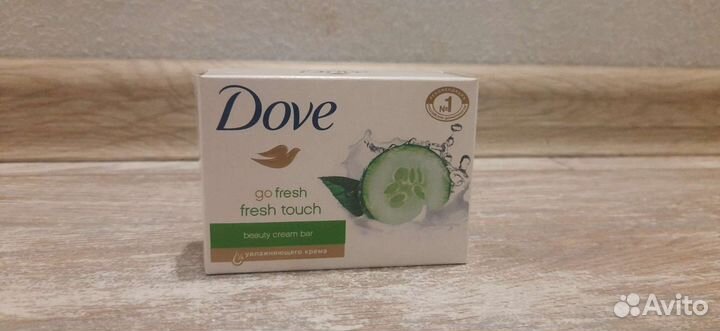 Dove
№1
go fresh
fresh touch
beauty cream bar
увлажняющего крема
Avito